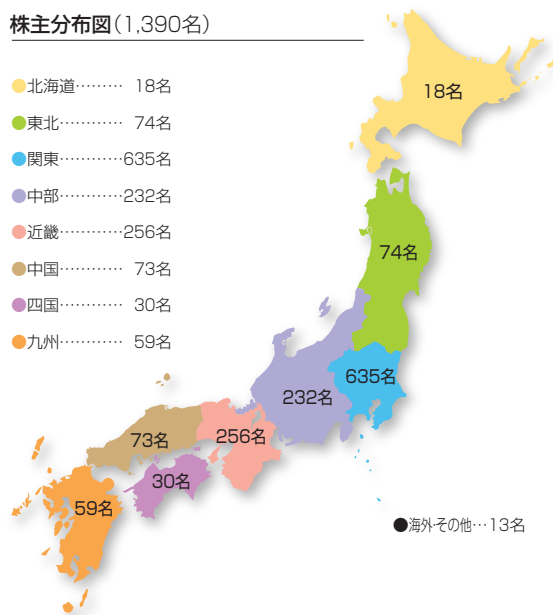 株主分布図(1,390名)
●北海道……… 18名
●東北………… 74名
●関東…………635名
●中部…………232名
●近畿…………256名
●中国………… 73名
●四国………… 30名
●九州………… 59名
18名
74名
635名
232名
256名
73名
30名
59名
●海外・その他…13名